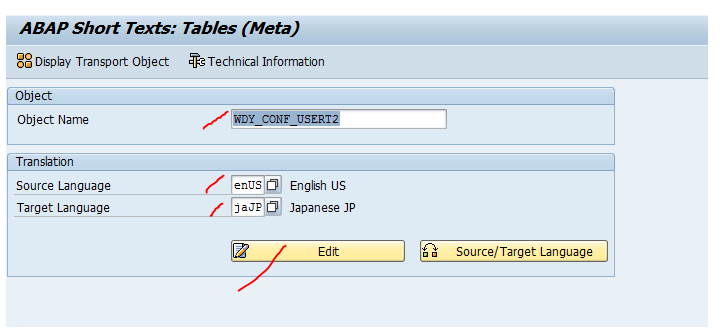 ABAP Short Texts: Tables (Meta)
Display Transport Object Technical Information
Object
Object Name WDY_CONF_USERT2
Translation
Source Language enUS English US
Target Language jaJP Japanese JP
Edit Source/Target Language